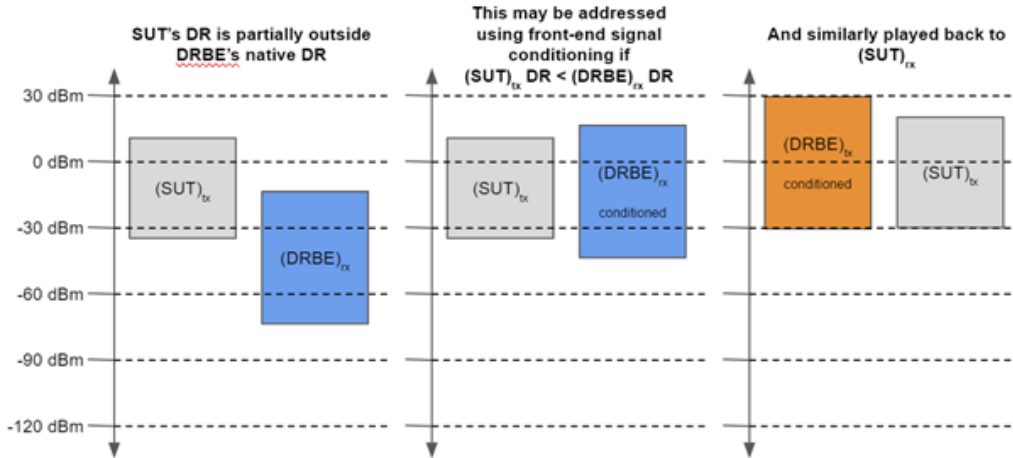 SUT's DR is partially outside
DRBE's native DR
This may be addressed
using front-end signal
conditioning if
(SUT)tx DR < (DRBE)rx DR
And similarly played back to
(SUT)rx
30 dBm
0 dBm
-30 dBm
-60 dBm
-90 dBm
-120 dBm
(SUT)tx
(DRBE)rx
(SUT)tx
(DRBE)rx
conditioned
(DRBE)tx
conditioned
(SUT)tx